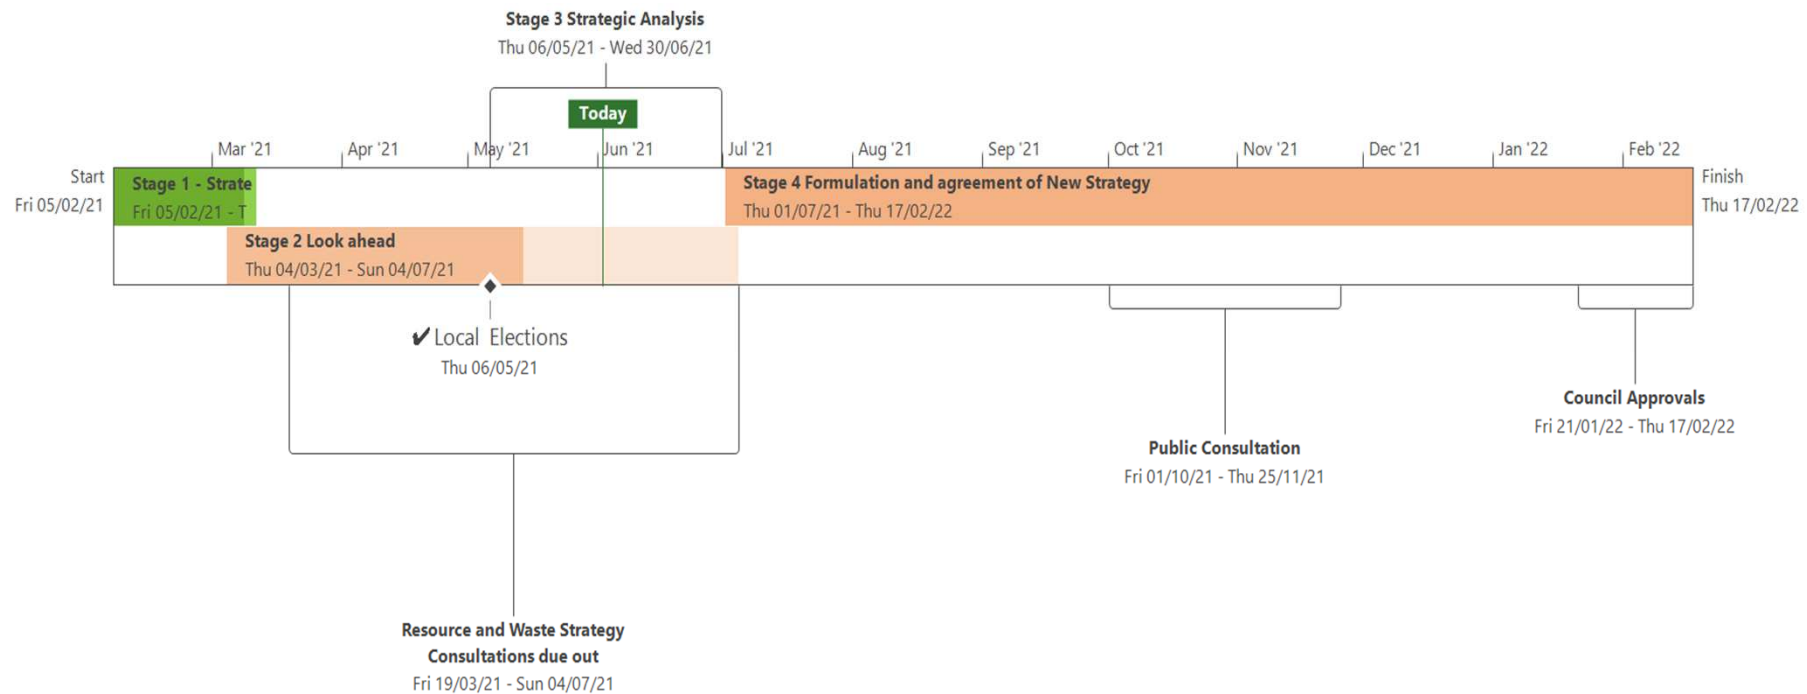 Stage 3 Strategic Analysis
Thu 06/05/21 - Wed 30/06/21
Today
Mar '21
Apr '21
May '21
Jun '21
Jul '21
Aug '21
Sep '21
Oct '21
Nov '21
Dec '21
Jan '22
Feb '22
Start
Fri 05/02/21
Stage 1 - Strate
Fri 05/02/21 - T
Stage 4 Formulation and agreement of New Strategy
Thu 01/07/21 - Thu 17/02/22
Finish
Thu 17/02/22
Stage 2 Look ahead
Thu 04/03/21 - Sun 04/07/21
✔ Local Elections
Thu 06/05/21
Council Approvals
Fri 21/01/22 - Thu 17/02/22
Public Consultation
Fri 01/10/21 - Thu 25/11/21
Resource and Waste Strategy
Consultations due out
Fri 19/03/21 - Sun 04/07/21